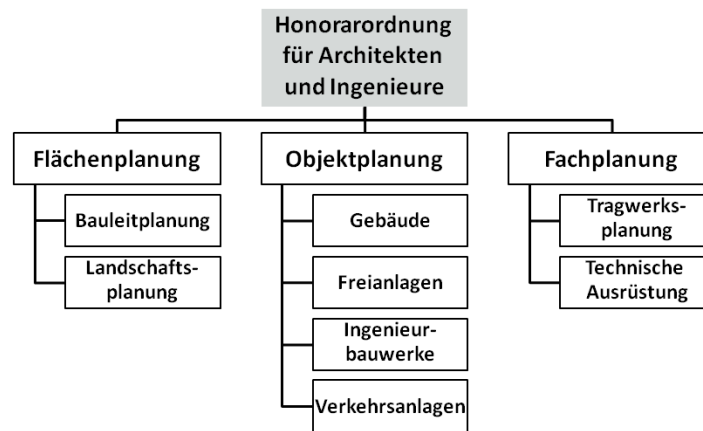 Honorarordnung
für Architekten
und Ingenieure
Flächenplanung
Bauleitplanung
Landschafts-
planung
Objektplanung
Gebäude
Freianlagen
Ingenieur-
bauwerke
Verkehrsanlagen
Fachplanung
Tragwerks-
planung
Technische
Ausrüstung